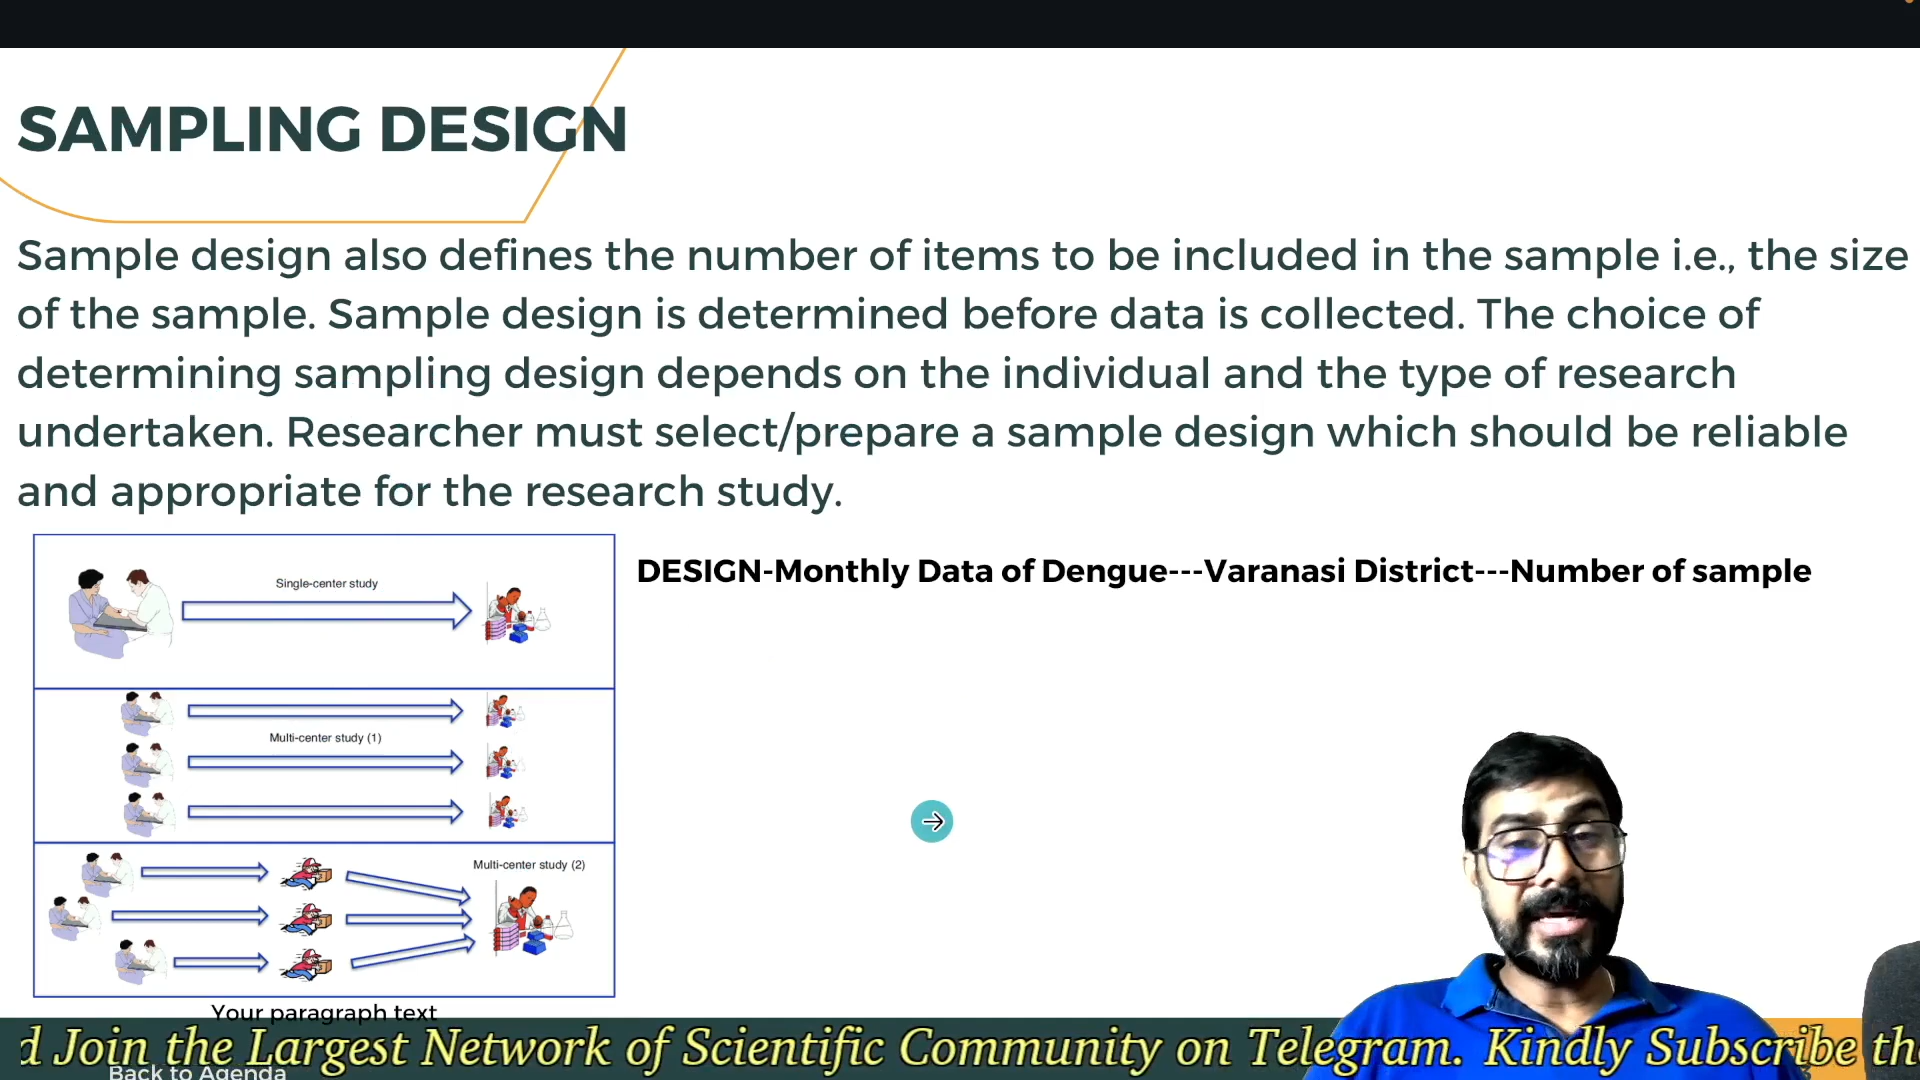 SAMPLING DESIGN
Sample design also defines the number of items to be included in the sample i.e., the size
of the sample. Sample design is determined before data is collected. The choice of
determining sampling design depends on the individual and the type of research
undertaken. Researcher must select/prepare a sample design which should be reliable
and appropriate for the research study.
Single-center study
Multi-center study (1)
Multi-center study (2)
DESIGN-Monthly Data of Dengue---Varanasi District---Number of sample
Your paragraph text
d Join the Largest Network of Scientific Community on Telegram. Kindly Subscribe th
Back to Agenda